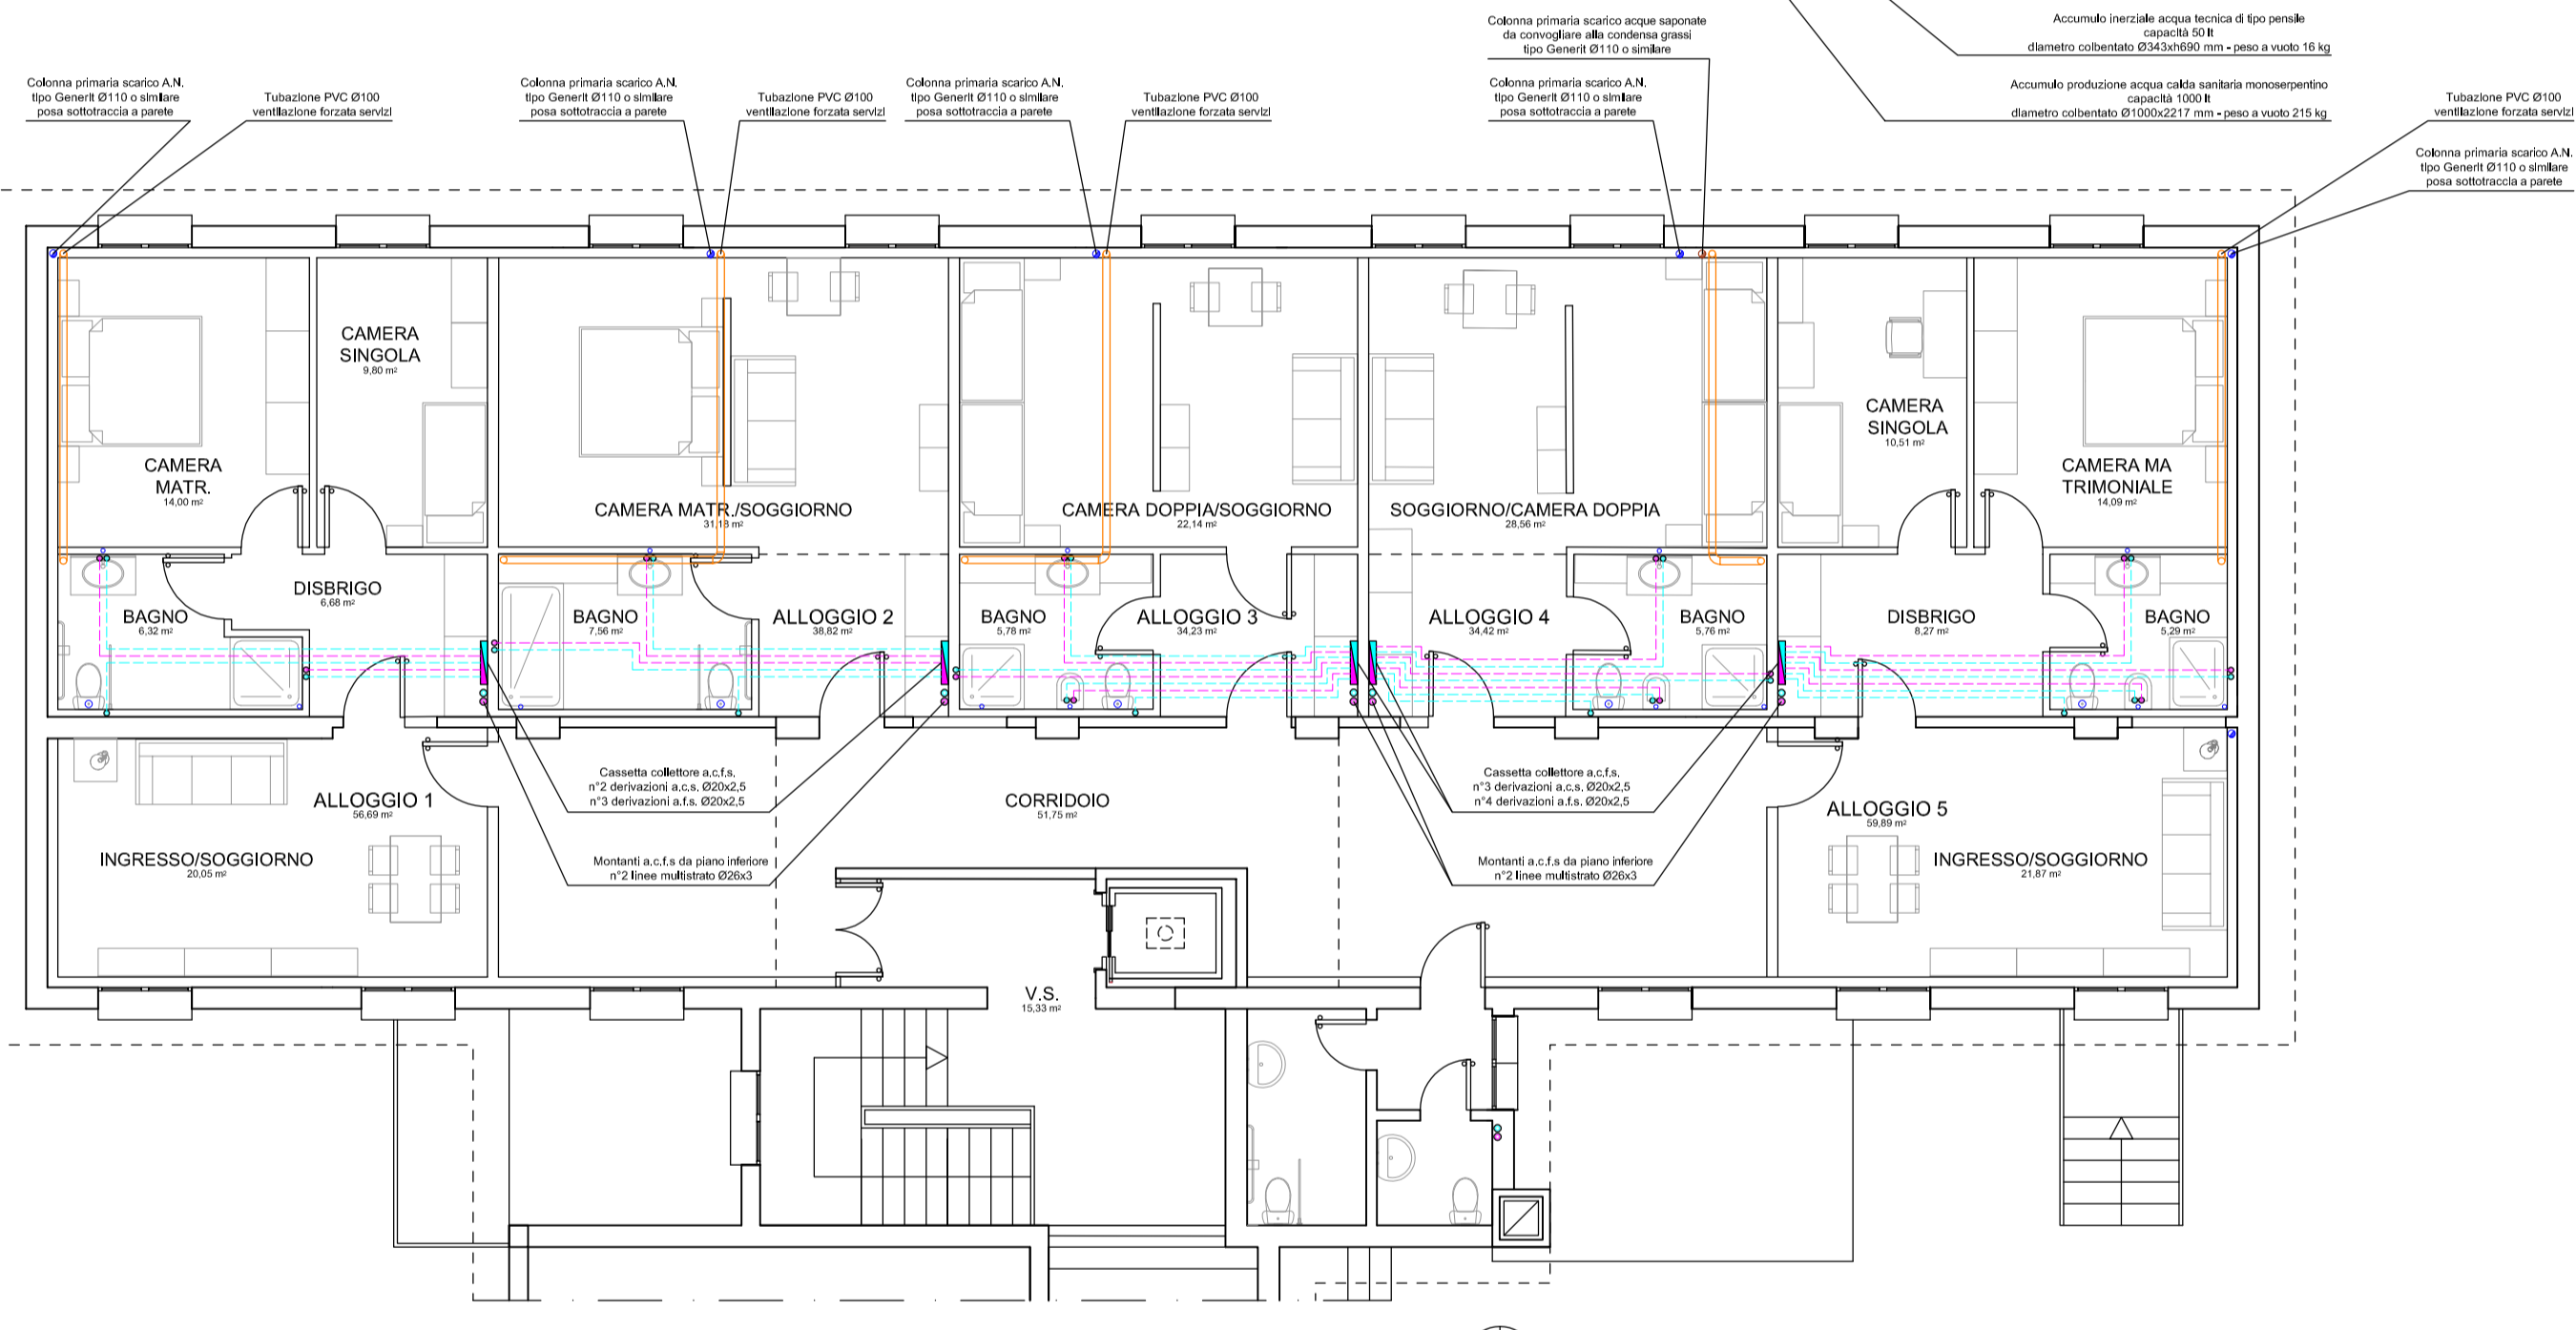 Colonna primaria scarico acque saponate
da convogliare alla condensa grassi
tipo Generit Ø110 o similare
Accumulo inerziale acqua tecnica di tipo pensile
capacità 50 lt
diametro coibentato Ø343xh690 mm - peso a vuoto 16 kg
Colonna primaria scarico A.N.
tipo Generit Ø110 o similare
posa sottotraccia a parete
Tubazione PVC Ø100
ventilazione forzata servizi
Colonna primaria scarico A.N.
tipo Generit Ø110 o similare
posa sottotraccia a parete
Tubazione PVC Ø100
ventilazione forzata servizi
Colonna primaria scarico A.N.
tipo Generit Ø110 o similare
posa sottotraccia a parete
Tubazione PVC Ø100
ventilazione forzata servizi
Colonna primaria scarico A.N.
tipo Generit Ø110 o similare
posa sottotraccia a parete
Accumulo produzione acqua calda sanitaria monoserpentino
capacità 1000 lt
diametro coibentato Ø1000x2217 mm - peso a vuoto 215 kg
Tubazione PVC Ø100
ventilazione forzata servizi
Colonna primaria scarico A.N.
tipo Generit Ø110 o similare
posa sottotraccia a parete
CAMERA
SINGOLA
9,80 m²
CAMERA
MATR.
14,00 m²
CAMERA MATR./SOGGIORNO
31,18 m²
CAMERA DOPPIA/SOGGIORNO
22,14 m²
SOGGIORNO/CAMERA DOPPIA
28,56 m²
CAMERA
SINGOLA
10,51 m²
CAMERA MA
TRIMONIALE
14,09 m²
DISBRIGO
6,68 m²
BAGNO
6,32 m²
BAGNO
7,56 m²
ALLOGGIO 2
38,82 m²
BAGNO
5,78 m²
ALLOGGIO 3
34,23 m²
ALLOGGIO 4
34,42 m²
BAGNO
5,76 m²
DISBRIGO
8,27 m²
BAGNO
5,29 m²
Cassetta collettore a.c.f.s.
n°2 derivazioni a.c.s. Ø20x2,5
n°3 derivazioni a.f.s. Ø20x2,5
Cassetta collettore a.c.f.s.
n°3 derivazioni a.c.s. Ø20x2,5
n°4 derivazioni a.f.s. Ø20x2,5
ALLOGGIO 1
56,69 m²
CORRIDOIO
51,75 m²
ALLOGGIO 5
59,89 m²
INGRESSO/SOGGIORNO
20,05 m²
Montanti a.c.f.s da piano inferiore
n°2 linee multistrato Ø26x3
Montanti a.c.f.s da piano inferiore
n°2 linee multistrato Ø26x3
INGRESSO/SOGGIORNO
21,87 m²
V.S.
15,33 m²